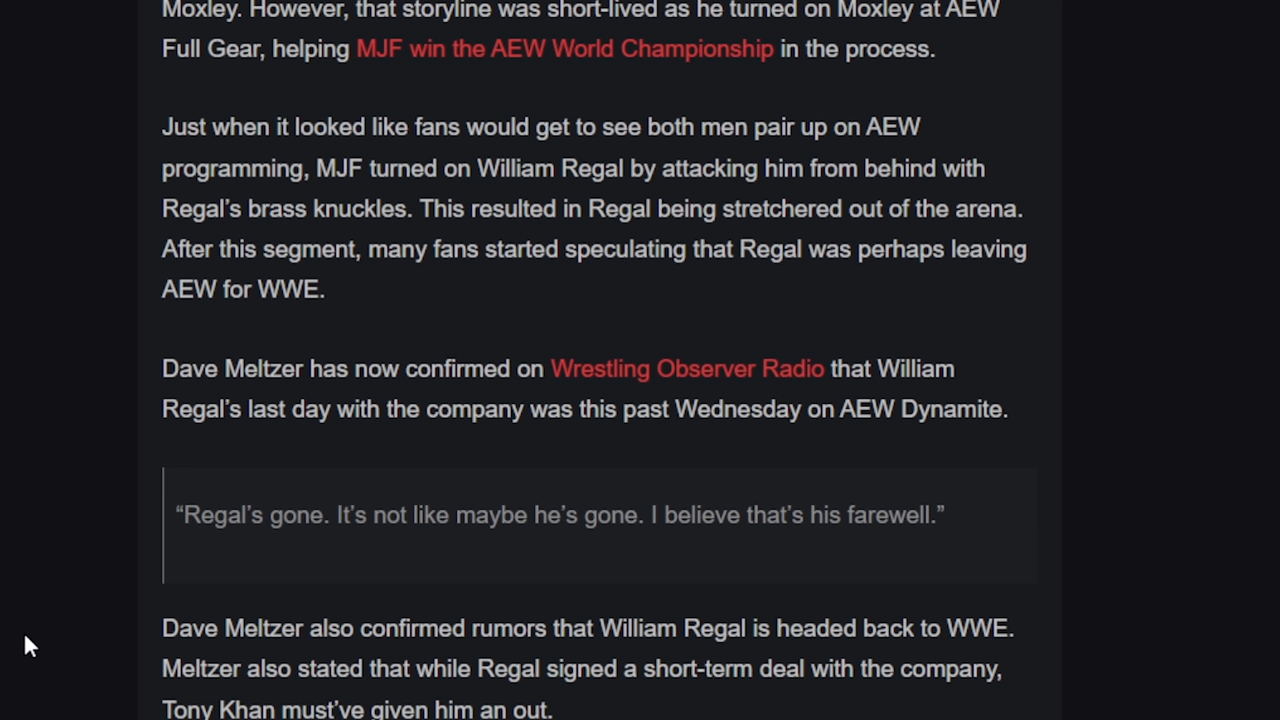 Moxley. However, that storyline was short-lived as he turned on Moxley at AEW
Full Gear, helping MJF win the AEW World Championship in the process.
Just when it looked like fans would get to see both men pair up on AEW
programming, MJF turned on William Regal by attacking him from behind with
Regal’s brass knuckles. This resulted in Regal being stretchered out of the arena.
After this segment, many fans started speculating that Regal was perhaps leaving
AEW for WWE.
Dave Meltzer has now confirmed on Wrestling Observer Radio that William
Regal’s last day with the company was this past Wednesday on AEW Dynamite.
“Regal’s gone. It’s not like maybe he’s gone. I believe that’s his farewell.”
Dave Meltzer also confirmed rumors that William Regal is headed back to WWE.
Meltzer also stated that while Regal signed a short-term deal with the company,
Tony Khan must’ve given him an out.